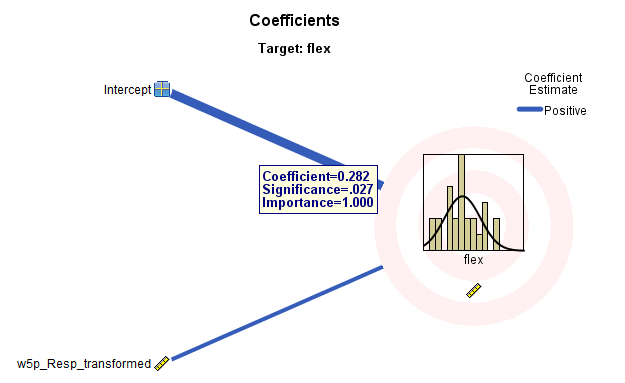 Coefficients
Target: flex
Coefficient
Estimate
Positive
Intercept
Coefficient=0.282
Significance=.027
Importance=1.000
flex
w5p_Resp_transformed